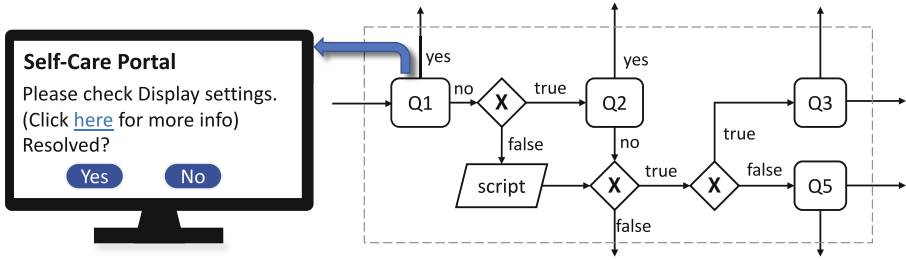 Self-Care Portal
Please check Display settings.
(Click here for more info)
Resolved?
Yes No
yes
Q1
no
X
true
false
script
yes
Q2
no
X
true
false
X
true
false
Q3
Q5